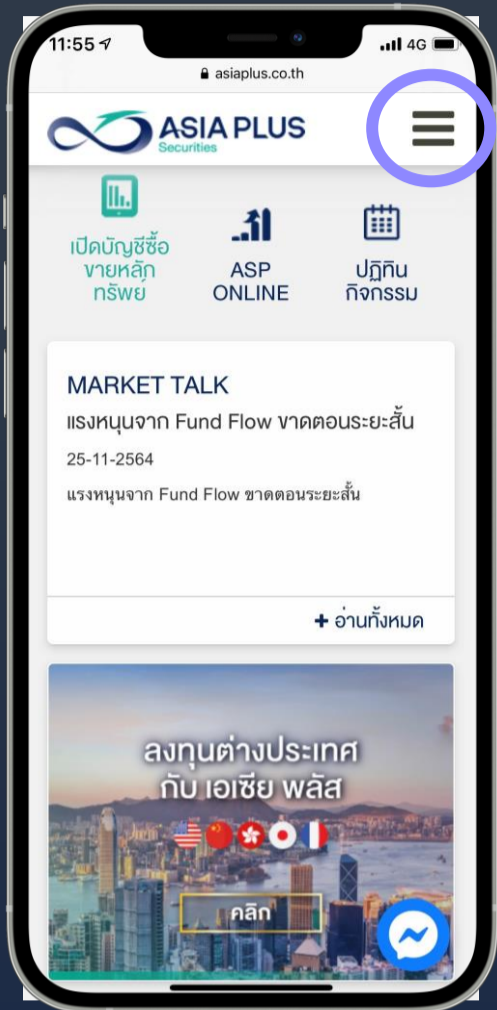 11:55
4G
asiaplus.co.th
ASIA PLUS
Securities
เปิดบัญชีซื้อ
ขายหลัก
ทรัพย์
ASP
ONLINE
ปฏิทิน
กิจกรรม
MARKET TALK
แรงหนุนจาก Fund Flow ขาดตอนระยะสั้น
25-11-2564
แรงหนุนจาก Fund Flow ขาดตอนระยะสั้น
+ อ่านทั้งหมด
ลงทุนต่างประเทศ
กับ เอเซีย พลัส
คลิก